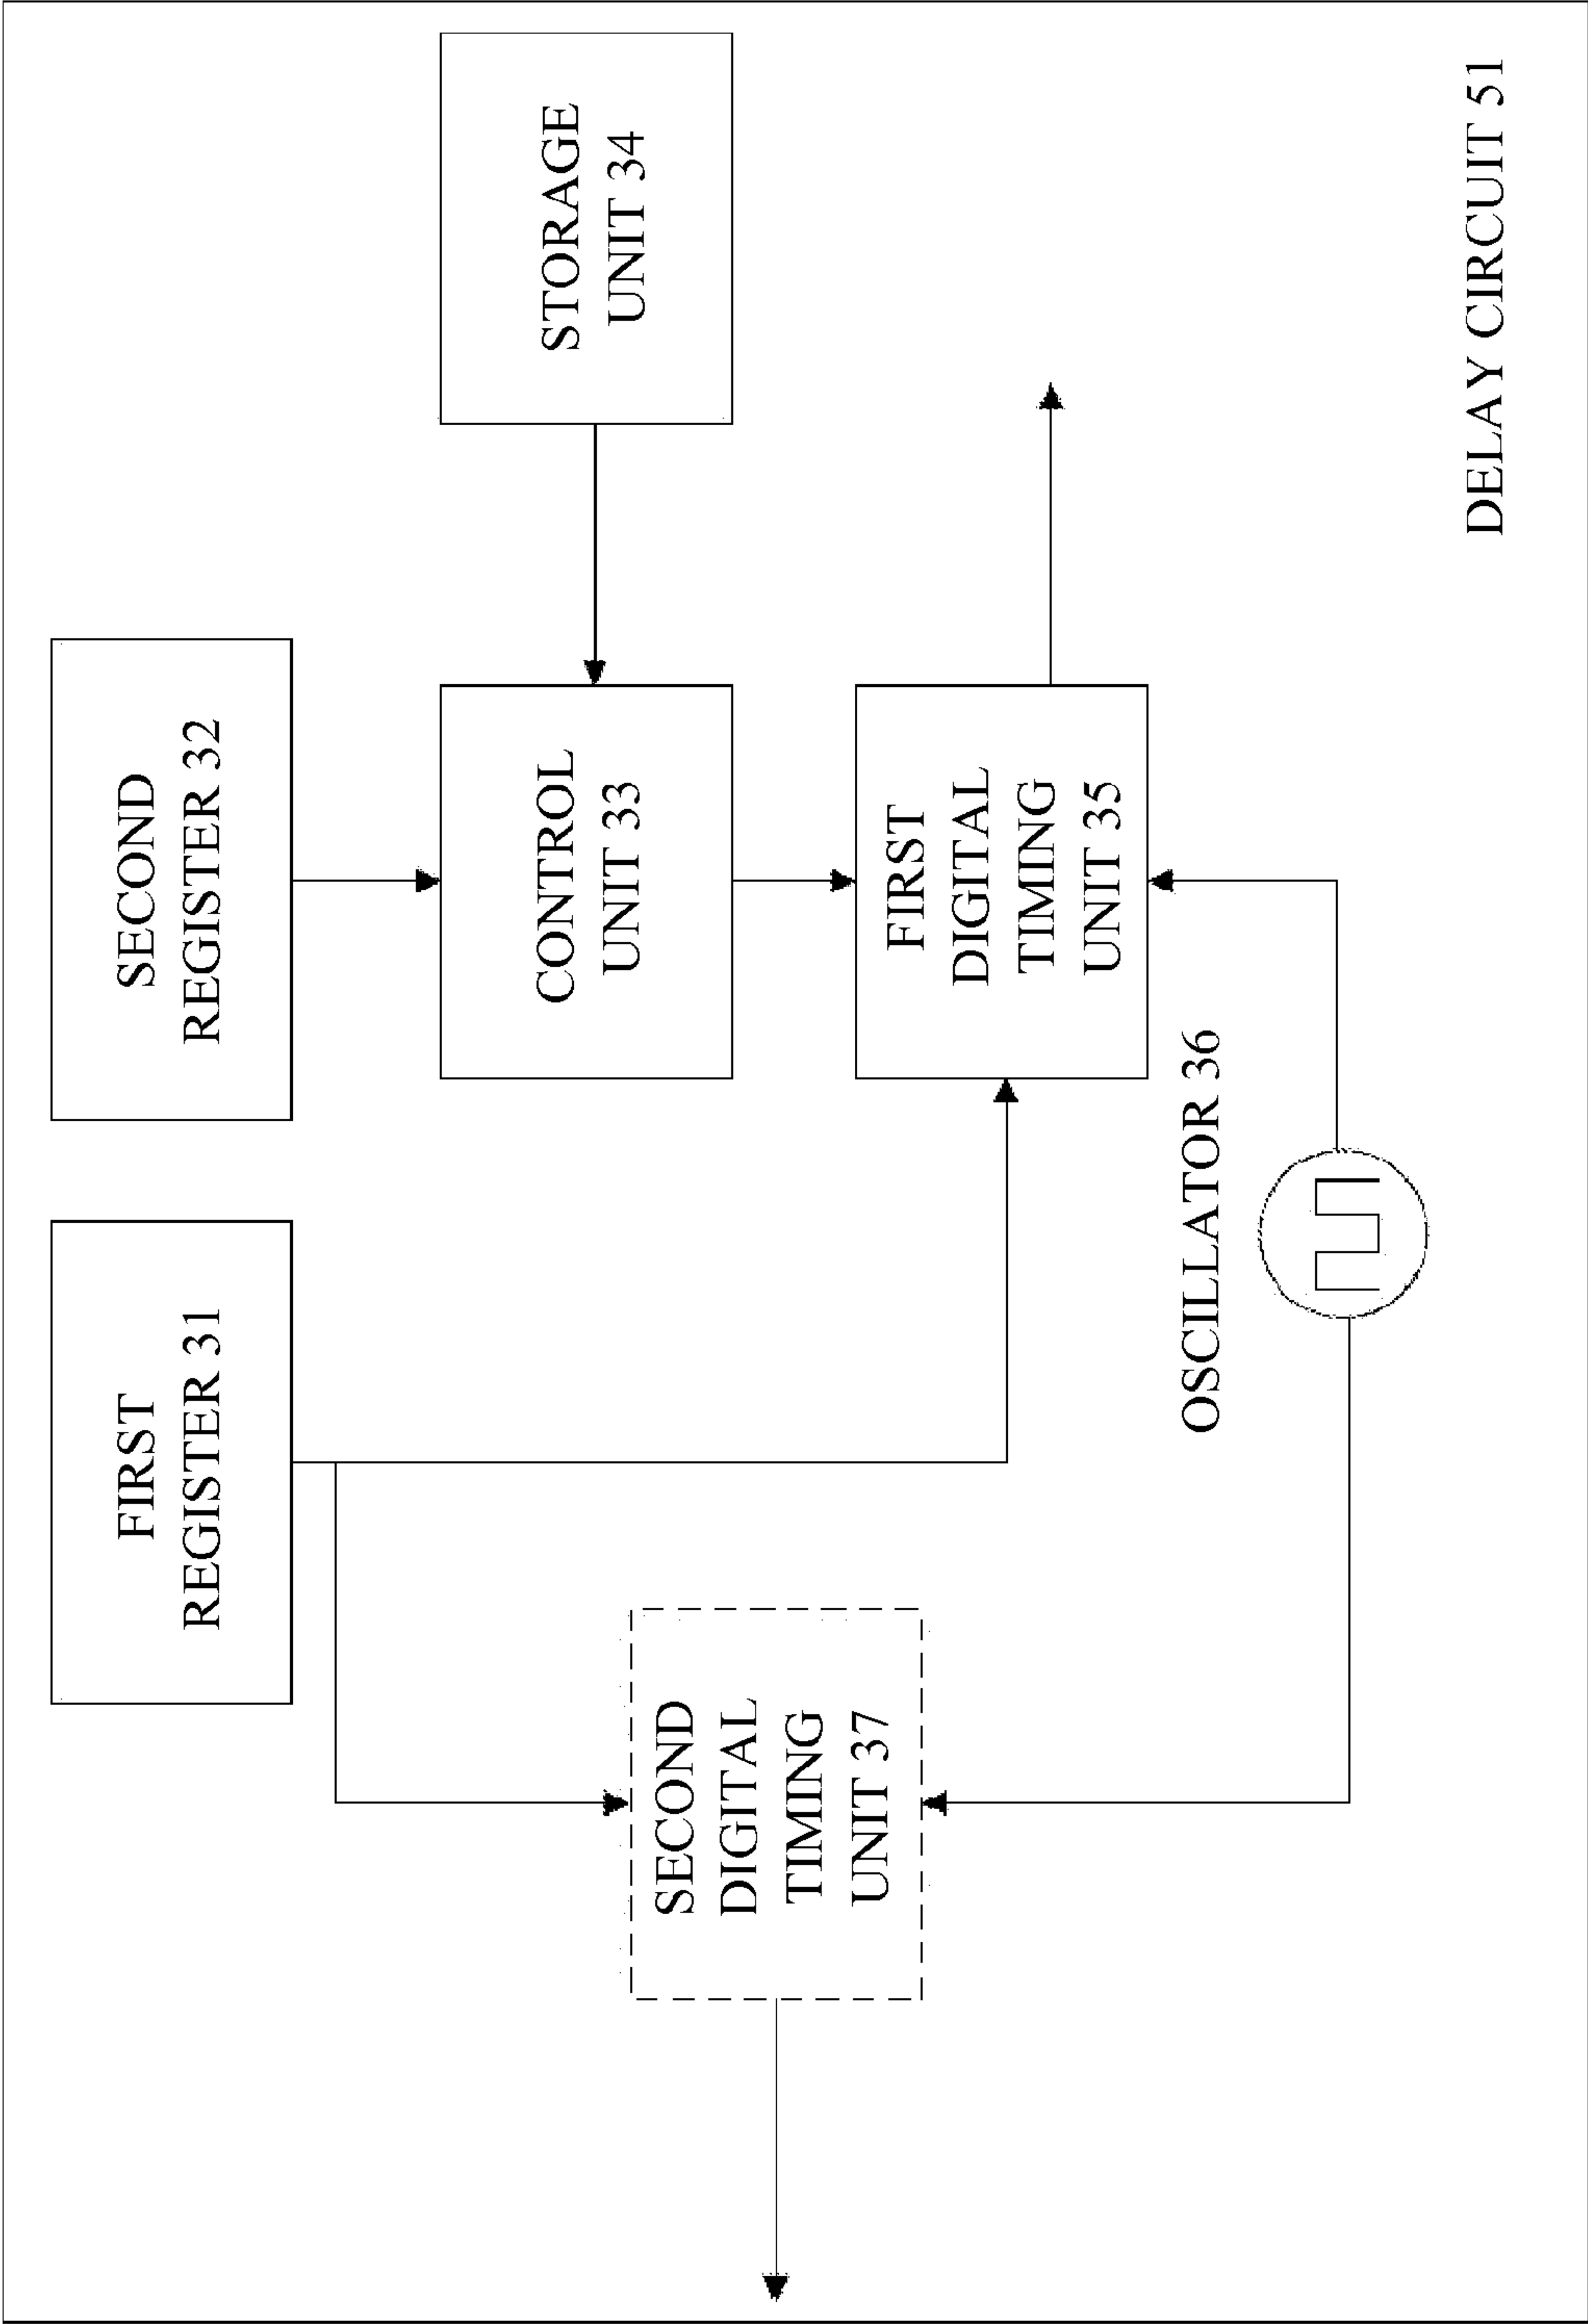 FIRST
REGISTER 31
SECOND
REGISTER 32
CONTROL
UNIT 33
STORAGE
UNIT 34
SECOND
DIGITAL
TIMING
UNIT 37
FIRST
DIGITAL
TIMING
UNIT 35
OSCILLATOR 36
DELAY CIRCUIT 51